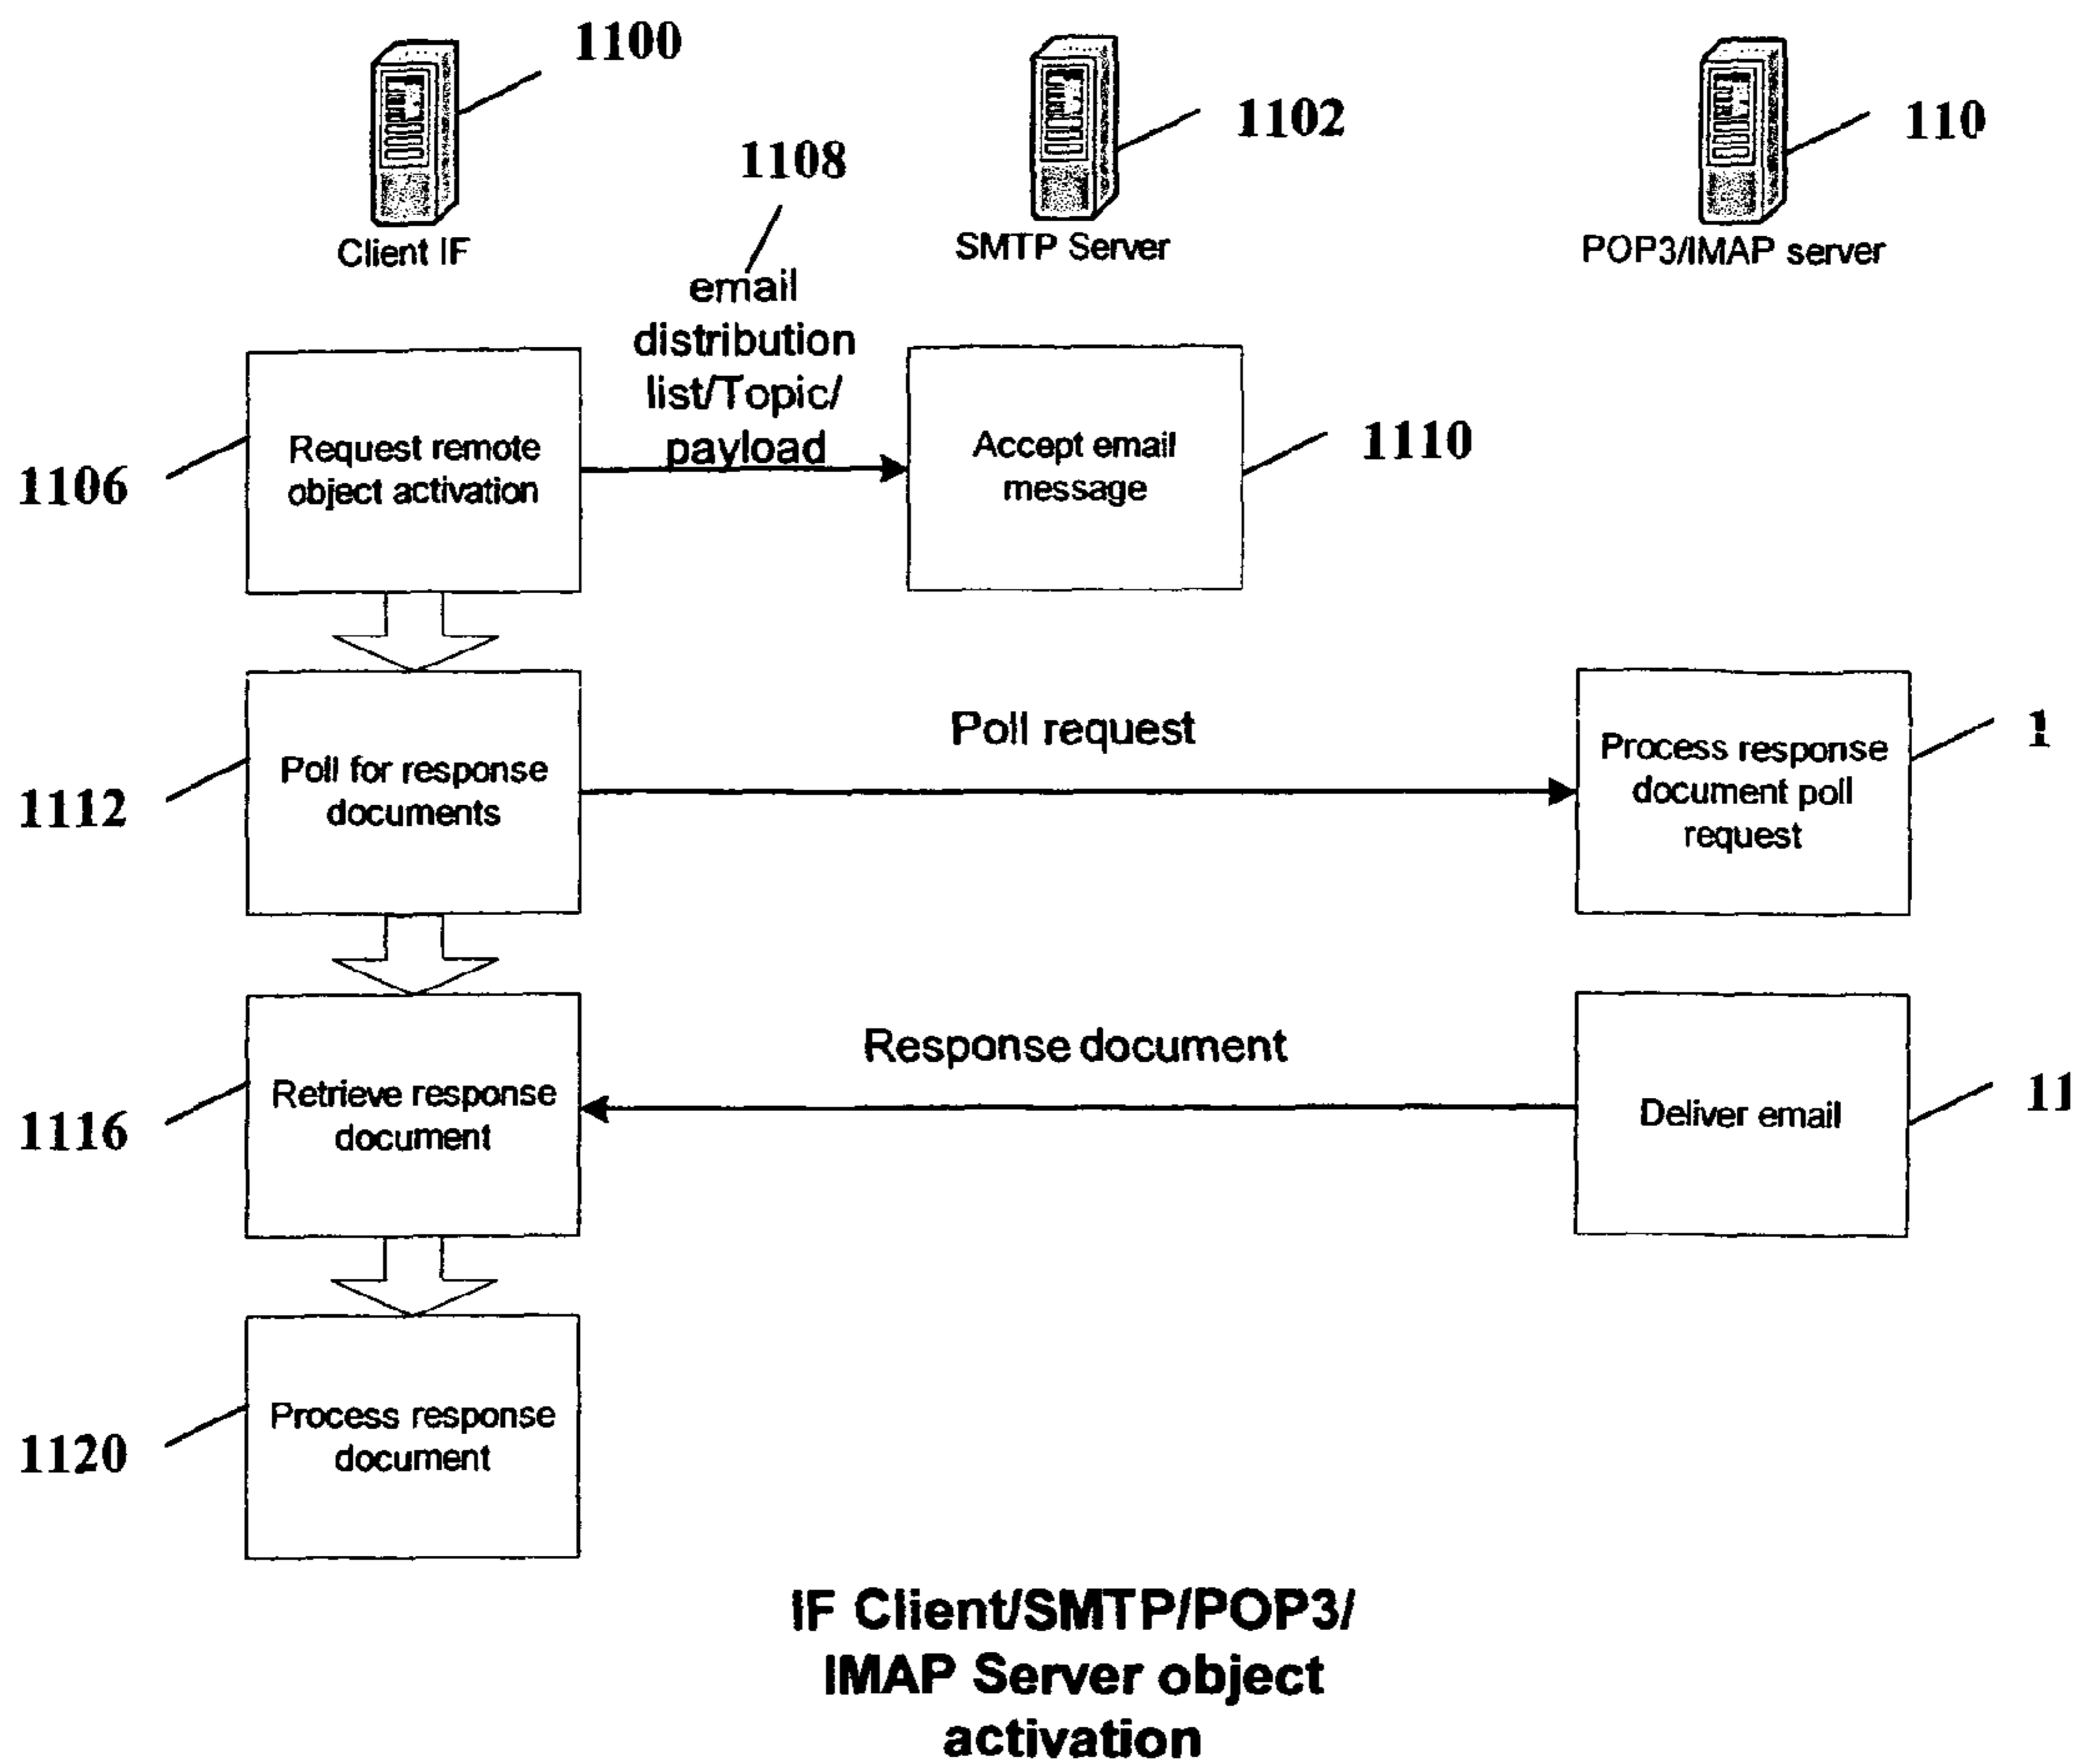 1100
1102
110
1108
Client IF
SMTP Server
POP3/IMAP server
email
distribution
list/Topic/
payload
1106
Request remote
object activation
Accept email
message
1110
1112
Poll for response
documents
Poll request
Process response
document poll
request
1
1116
Retrieve response
document
Response document
Deliver email
11
1120
Process response
document
IF Client/SMTP/POP3/
IMAP Server object
activation